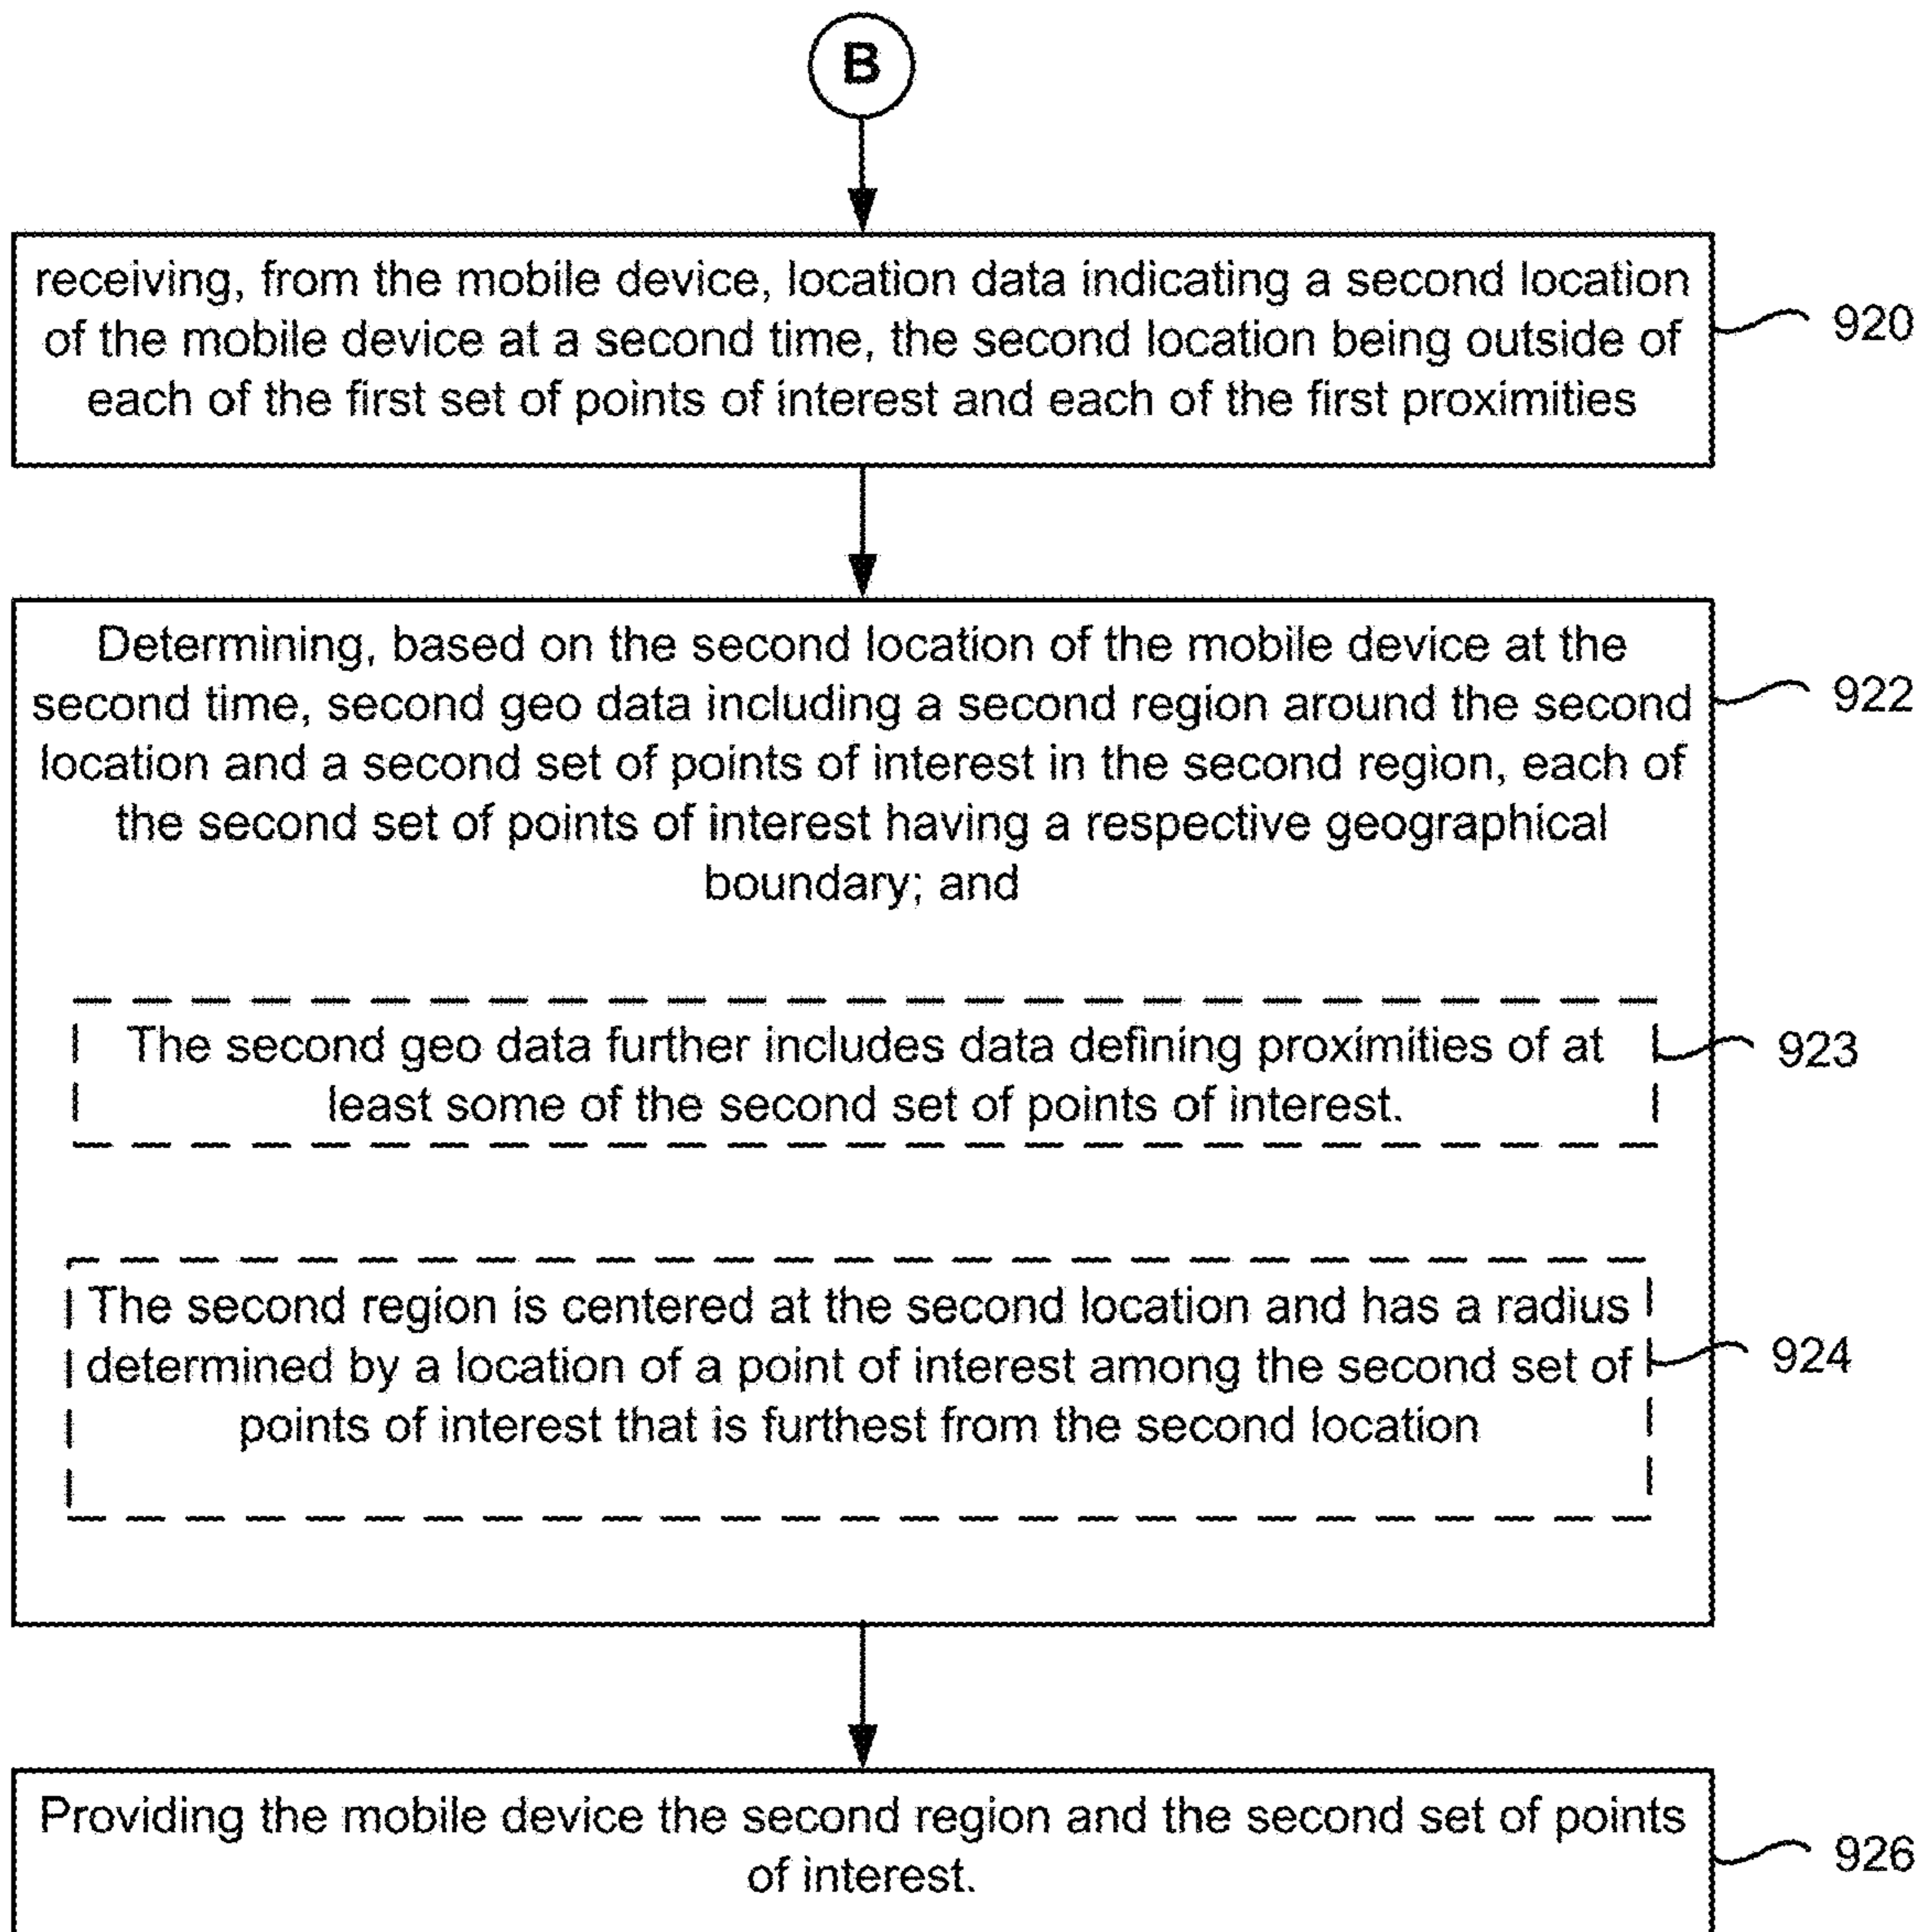 B
receiving, from the mobile device, location data indicating a second location
of the mobile device at a second time, the second location being outside of
each of the first set of points of interest and each of the first proximities
920
Determining, based on the second location of the mobile device at the
second time, second geo data including a second region around the second
location and a second set of points of interest in the second region, each of
the second set of points of interest having a respective geographical
boundary; and
922
The second geo data further includes data defining proximities of at
least some of the second set of points of interest.
923
The second region is centered at the second location and has a radius
determined by a location of a point of interest among the second set of
points of interest that is furthest from the second location
924
Providing the mobile device the second region and the second set of points
of interest.
926